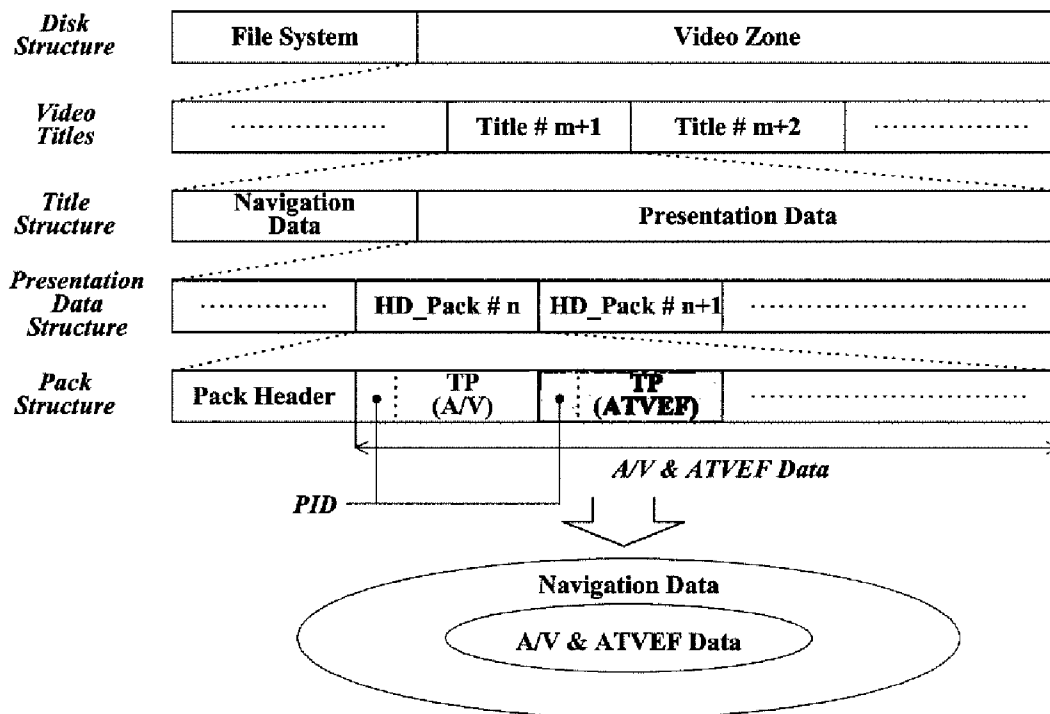 Disk
Structure
File System
Video Zone
Video
Titles
Title # m+1
Title # m+2
Title
Structure
Navigation
Data
Presentation Data
Presentation
Data
Structure
HD_Pack # n
HD_Pack # n+1
Pack
Structure
Pack Header
TP
(A/V)
TP
(ATVEF)
A/V & ATVEF Data
PID
Navigation Data
A/V & ATVEF Data